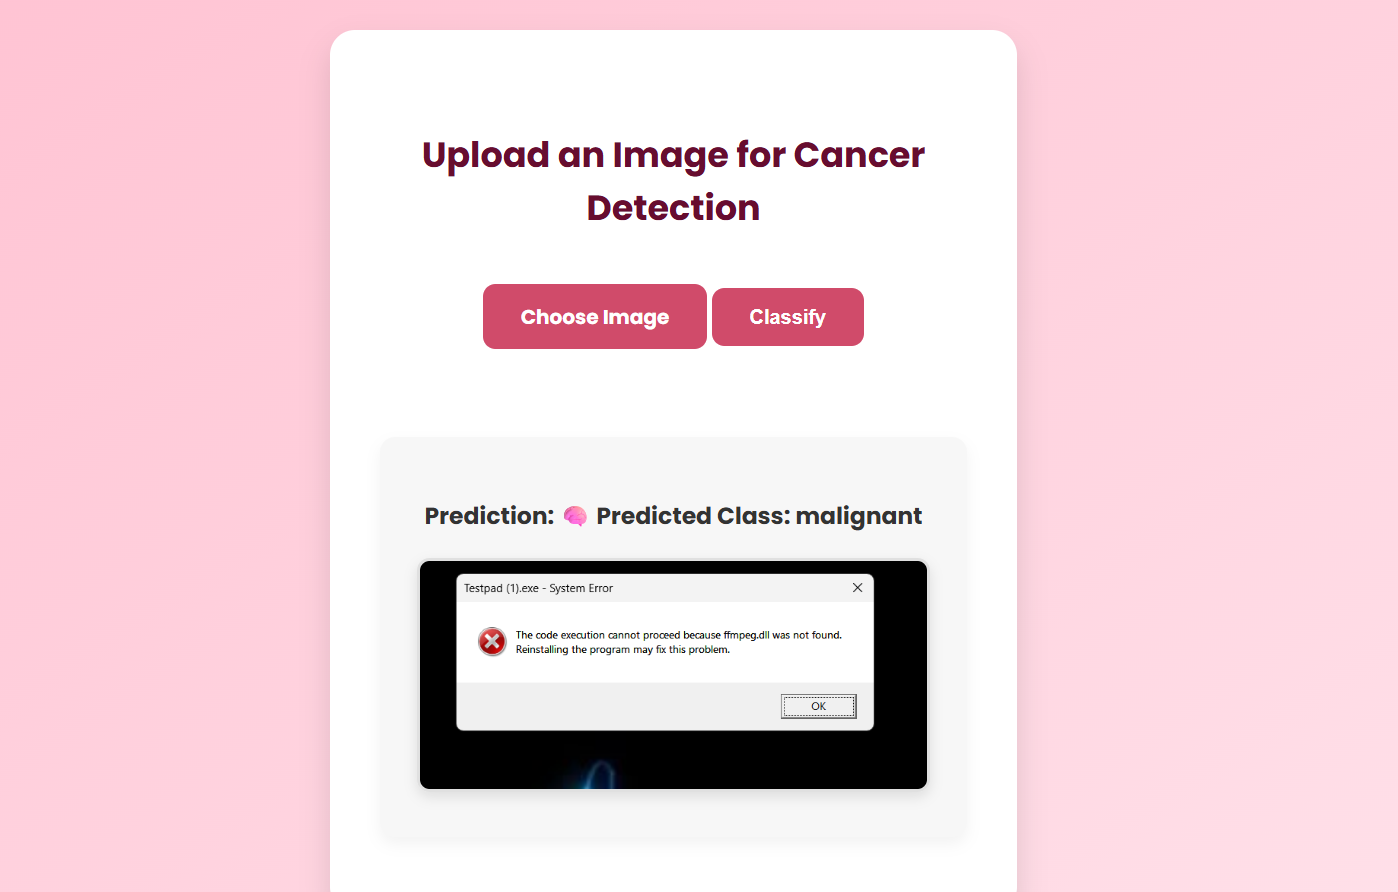 Upload an Image for Cancer
Detection
Choose Image
Classify
Prediction: 🧠 Predicted Class: malignant
Testpad (1).exe - System Error
The code execution cannot proceed because ffmpeg.dll was not found.
Reinstalling the program may fix this problem.
OK